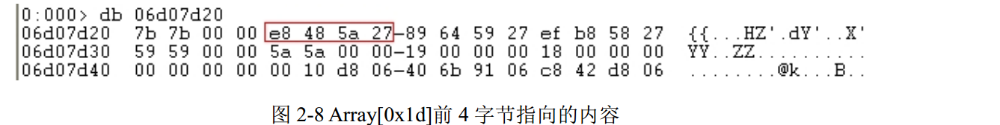 0:000> db 06d07d20
06d07d20  7b 7b 00 00 e8 48 5a 27-89 64 59 27 ef b8 58 27  {{...HZ'.dY'..X'
06d07d30  59 59 00 00 5a 5a 00 00-19 00 00 00 18 00 00 00  YY..ZZ..........
06d07d40  00 00 00 00 00 10 d8 06-40 6b 91 06 c8 42 d8 06  ........@k...B..
图 2-8 Array[0x1d]前 4 字节指向的内容